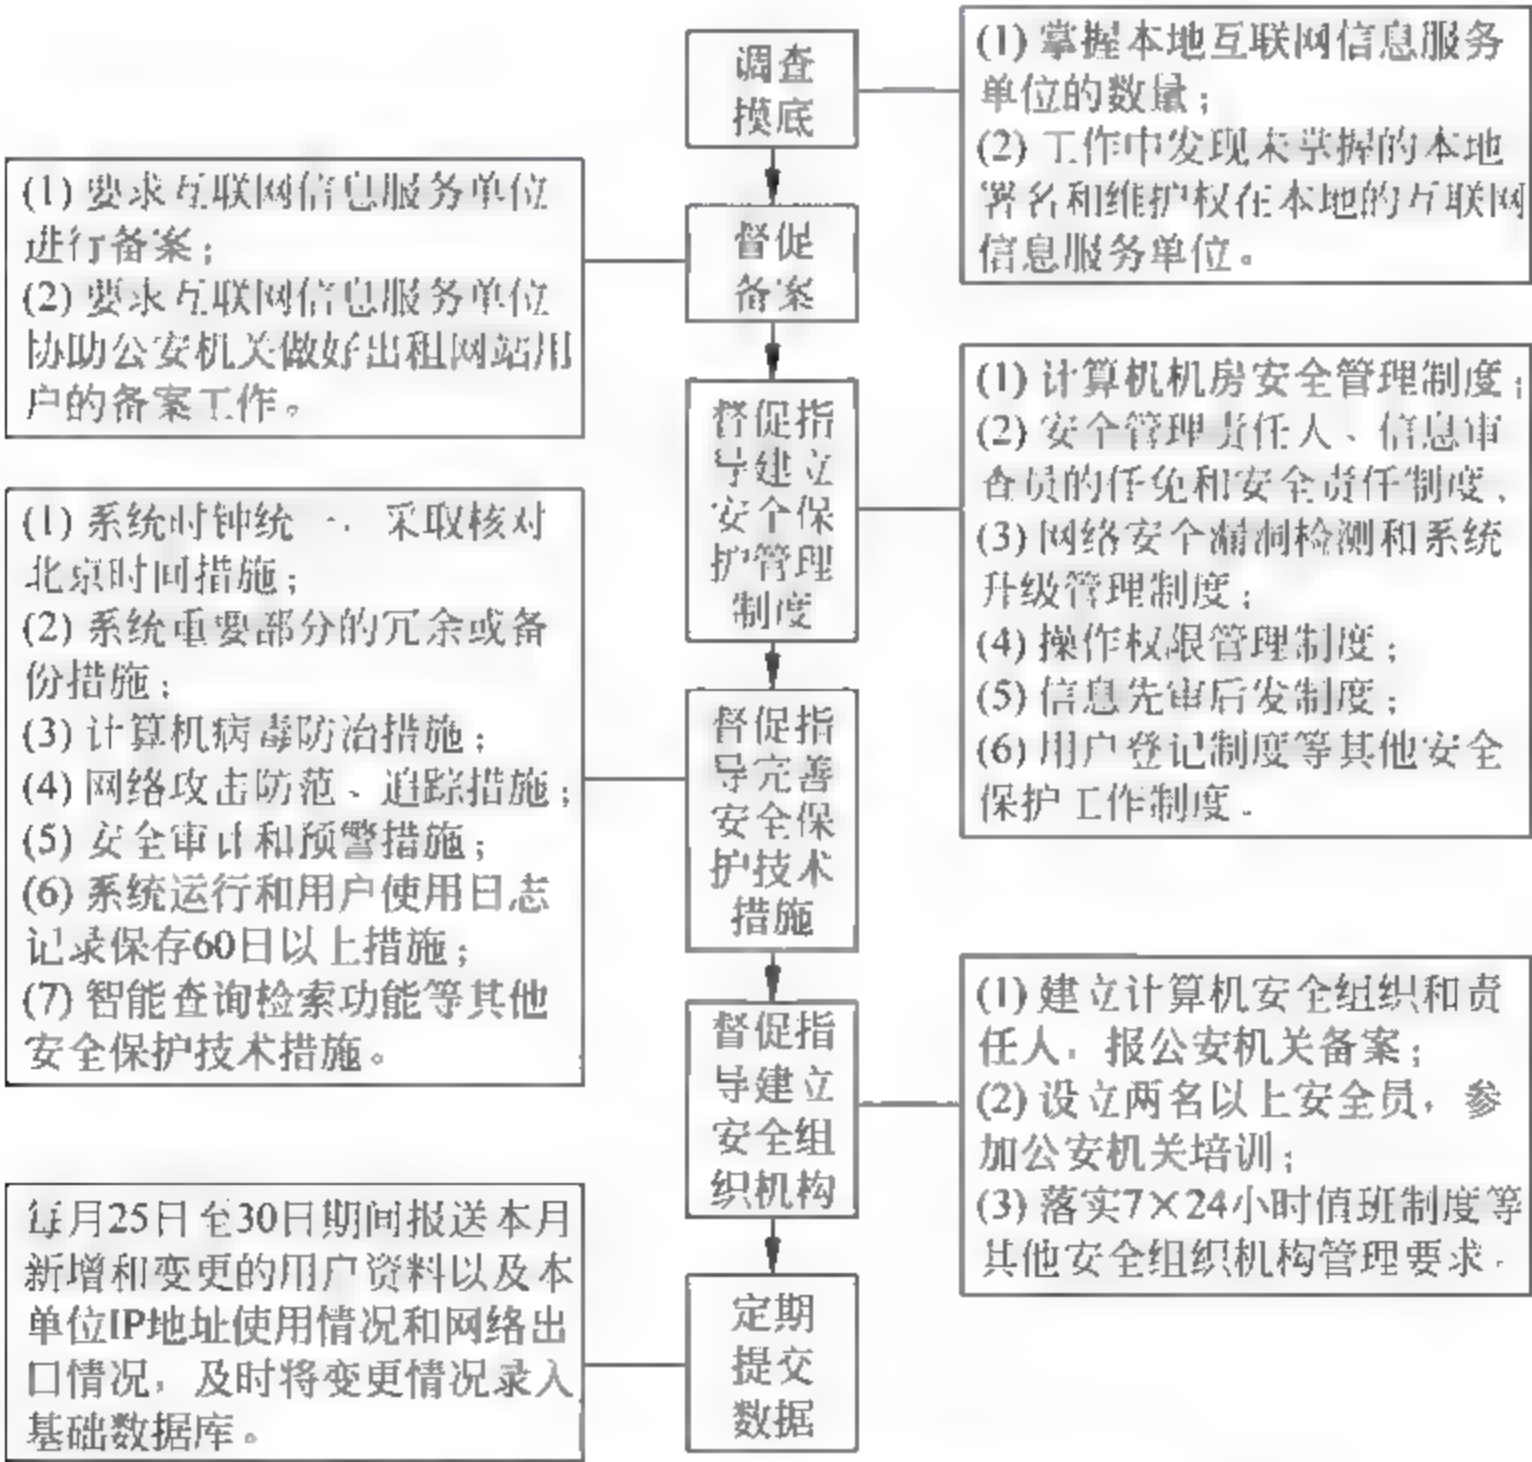 调查
摸底
(1) 掌握本地互联网信息服务
单位的数量；
(2) 工作中发现未掌握的本地
署名和维护权在本地的互联网
信息服务单位。
督促
备案
(1) 要求互联网信息服务单位
进行备案；
(2) 要求互联网信息服务单位
协助公安机关做好出租网站用
户的备案工作。
督促指
导建立
安全保
护管理
制度
(1) 计算机机房安全管理制度；
(2) 安全管理责任人、信息审
查员的任免和安全责任制度；
(3) 网络安全漏洞检测和系统
升级管理制度；
(4) 操作权限管理制度；
(5) 信息先审后发制度；
(6) 用户登记制度等其他安全
保护工作制度。
督促指
导完善
安全保
护技术
措施
(1) 系统时钟统一，采取核对
北京时间措施；
(2) 系统重要部分的冗余或备
份措施；
(3) 计算机病毒防治措施；
(4) 网络攻击防范、追踪措施；
(5) 安全审计和预警措施；
(6) 系统运行和用户使用日志
记录保存60日以上措施；
(7) 智能查询检索功能等其他
安全保护技术措施。
督促指
导建立
安全组
织机构
(1) 建立计算机安全组织和责
任人，报公安机关备案；
(2) 设立两名以上安全员，参
加公安机关培训；
(3) 落实7×24小时值班制度等
其他安全组织机构管理要求。
定期
提交
数据
每月25日至30日期间报送本月
新增和变更的用户资料以及本
单位IP地址使用情况和网络出
口情况，及时将变更情况录入
基础数据库。